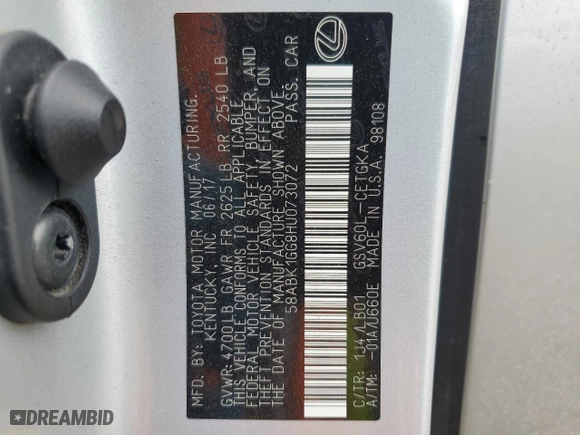 MFD. BY: TOYOTA MOTOR MANUFACTURING,
KENTUCKY, INC 06/17
GVWR: 4700LB GAWR FR 2625 LB RR 2540 LB
THIS VEHICLE CONFORMS TO ALL APPLICABLE
FEDERAL MOTOR VEHICLE SAFETY, BUMPER, AND
THEFT PREVENTION STANDARDS IN EFFECT ON
THE DATE OF MANUFACTURE SHOWN ABOVE.
58ABK1GG8HU073072 PASS. CAR
C/TR: 1J4/LB01 GSV60L-CETGKA
A/TM: -01A/U660E MADE IN U.S.A. 98108
DREAMBID